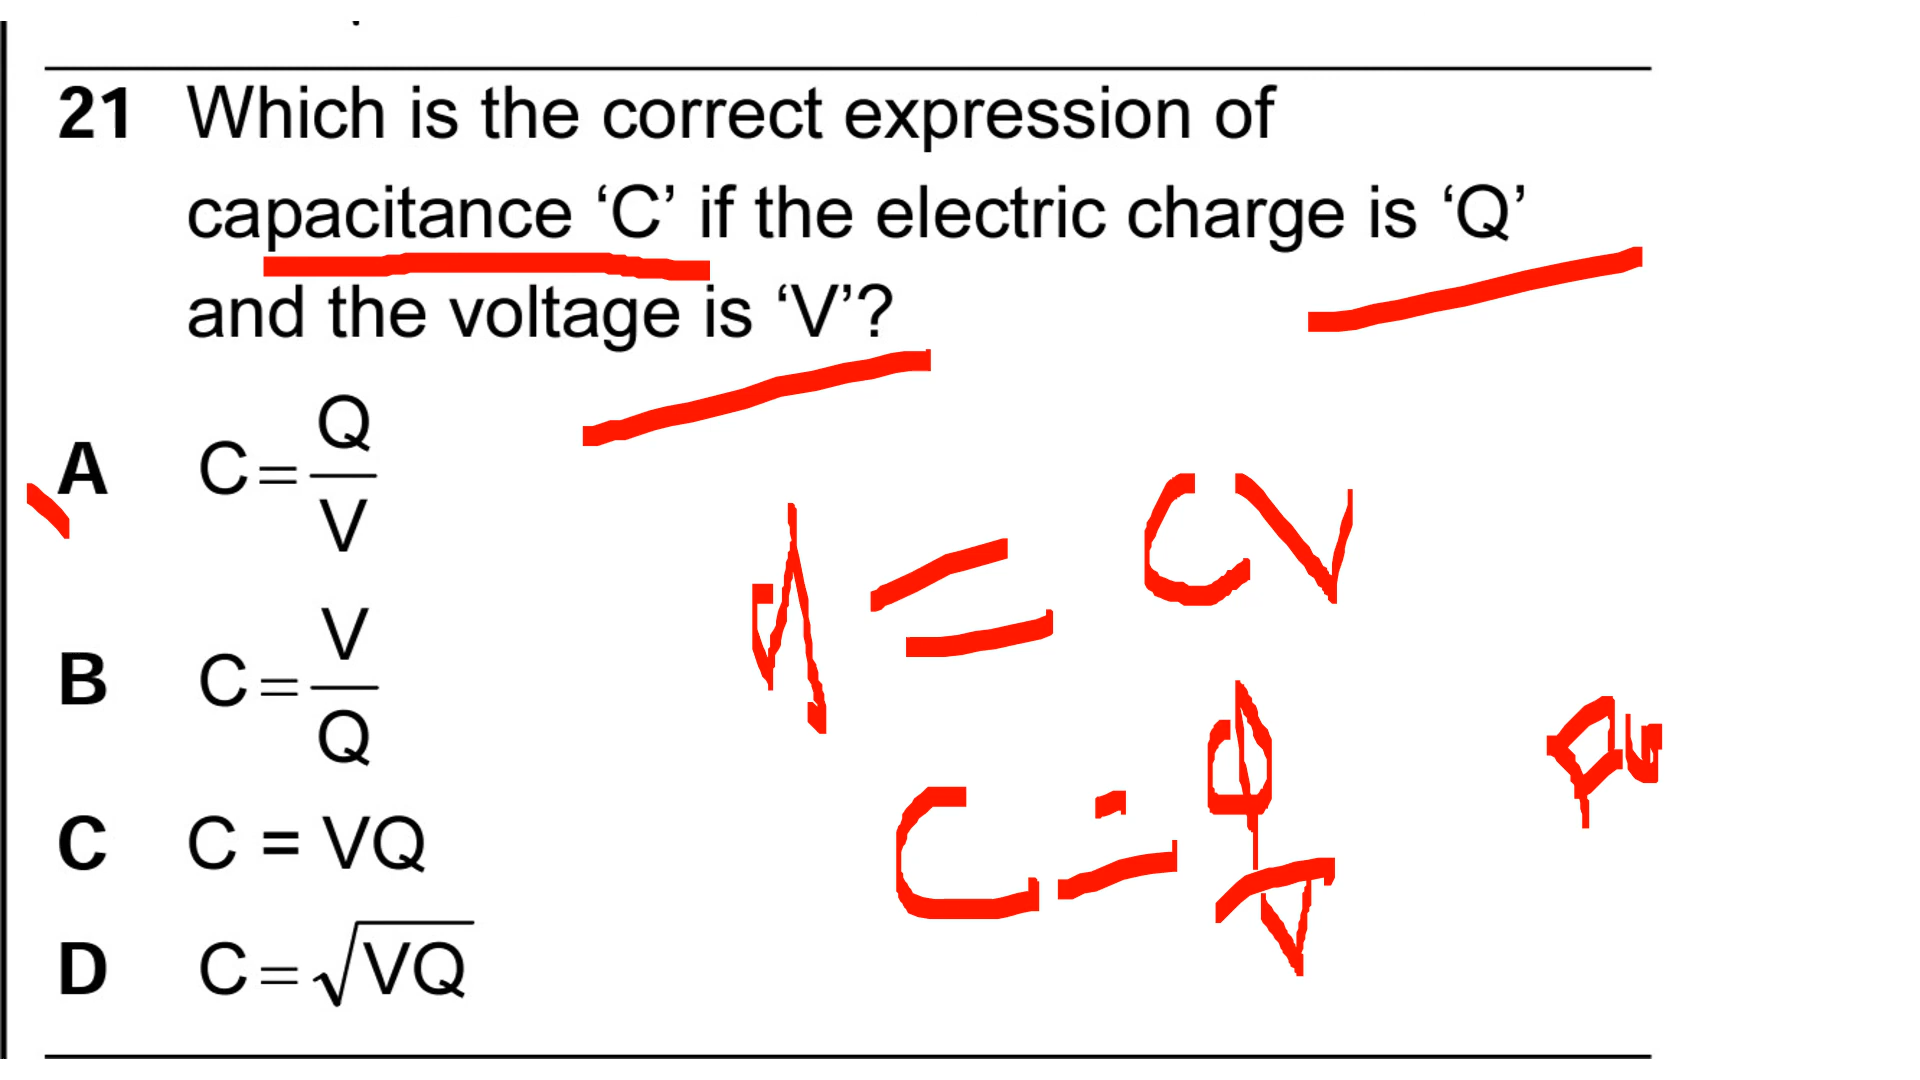 21 Which is the correct expression of
capacitance ‘C’ if the electric charge is ‘Q’
and the voltage is ‘V’?
A C = Q/V
B C = V/Q
C C = VQ
D C = √VQ
q = CV
C = q/V